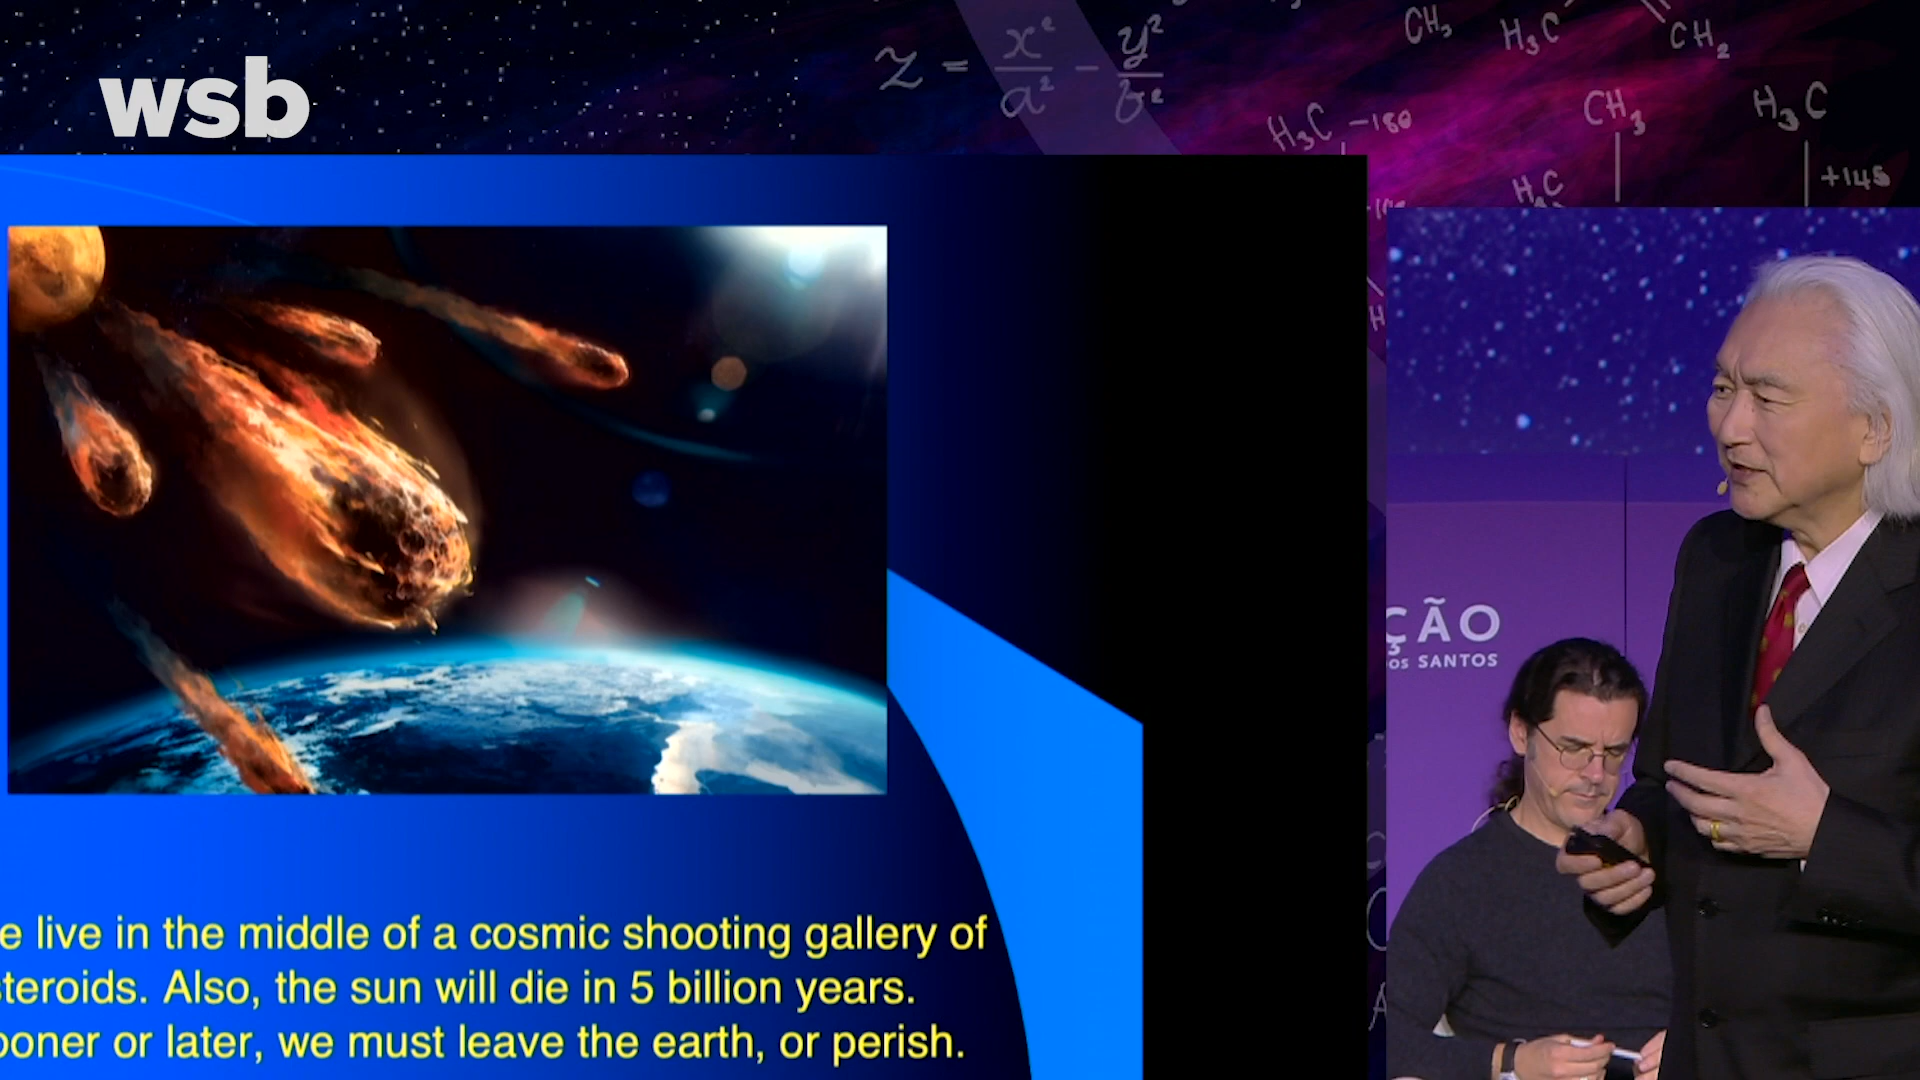 z = x² / a² - y² / b²
CH₃
H₃C
CH₂
wsb
H₃C -180
CH₃
H₃C
+145
H₃C
H
ÇÃO
OS SANTOS
e live in the middle of a cosmic shooting gallery of
teroids. Also, the sun will die in 5 billion years.
ooner or later, we must leave the earth, or perish.